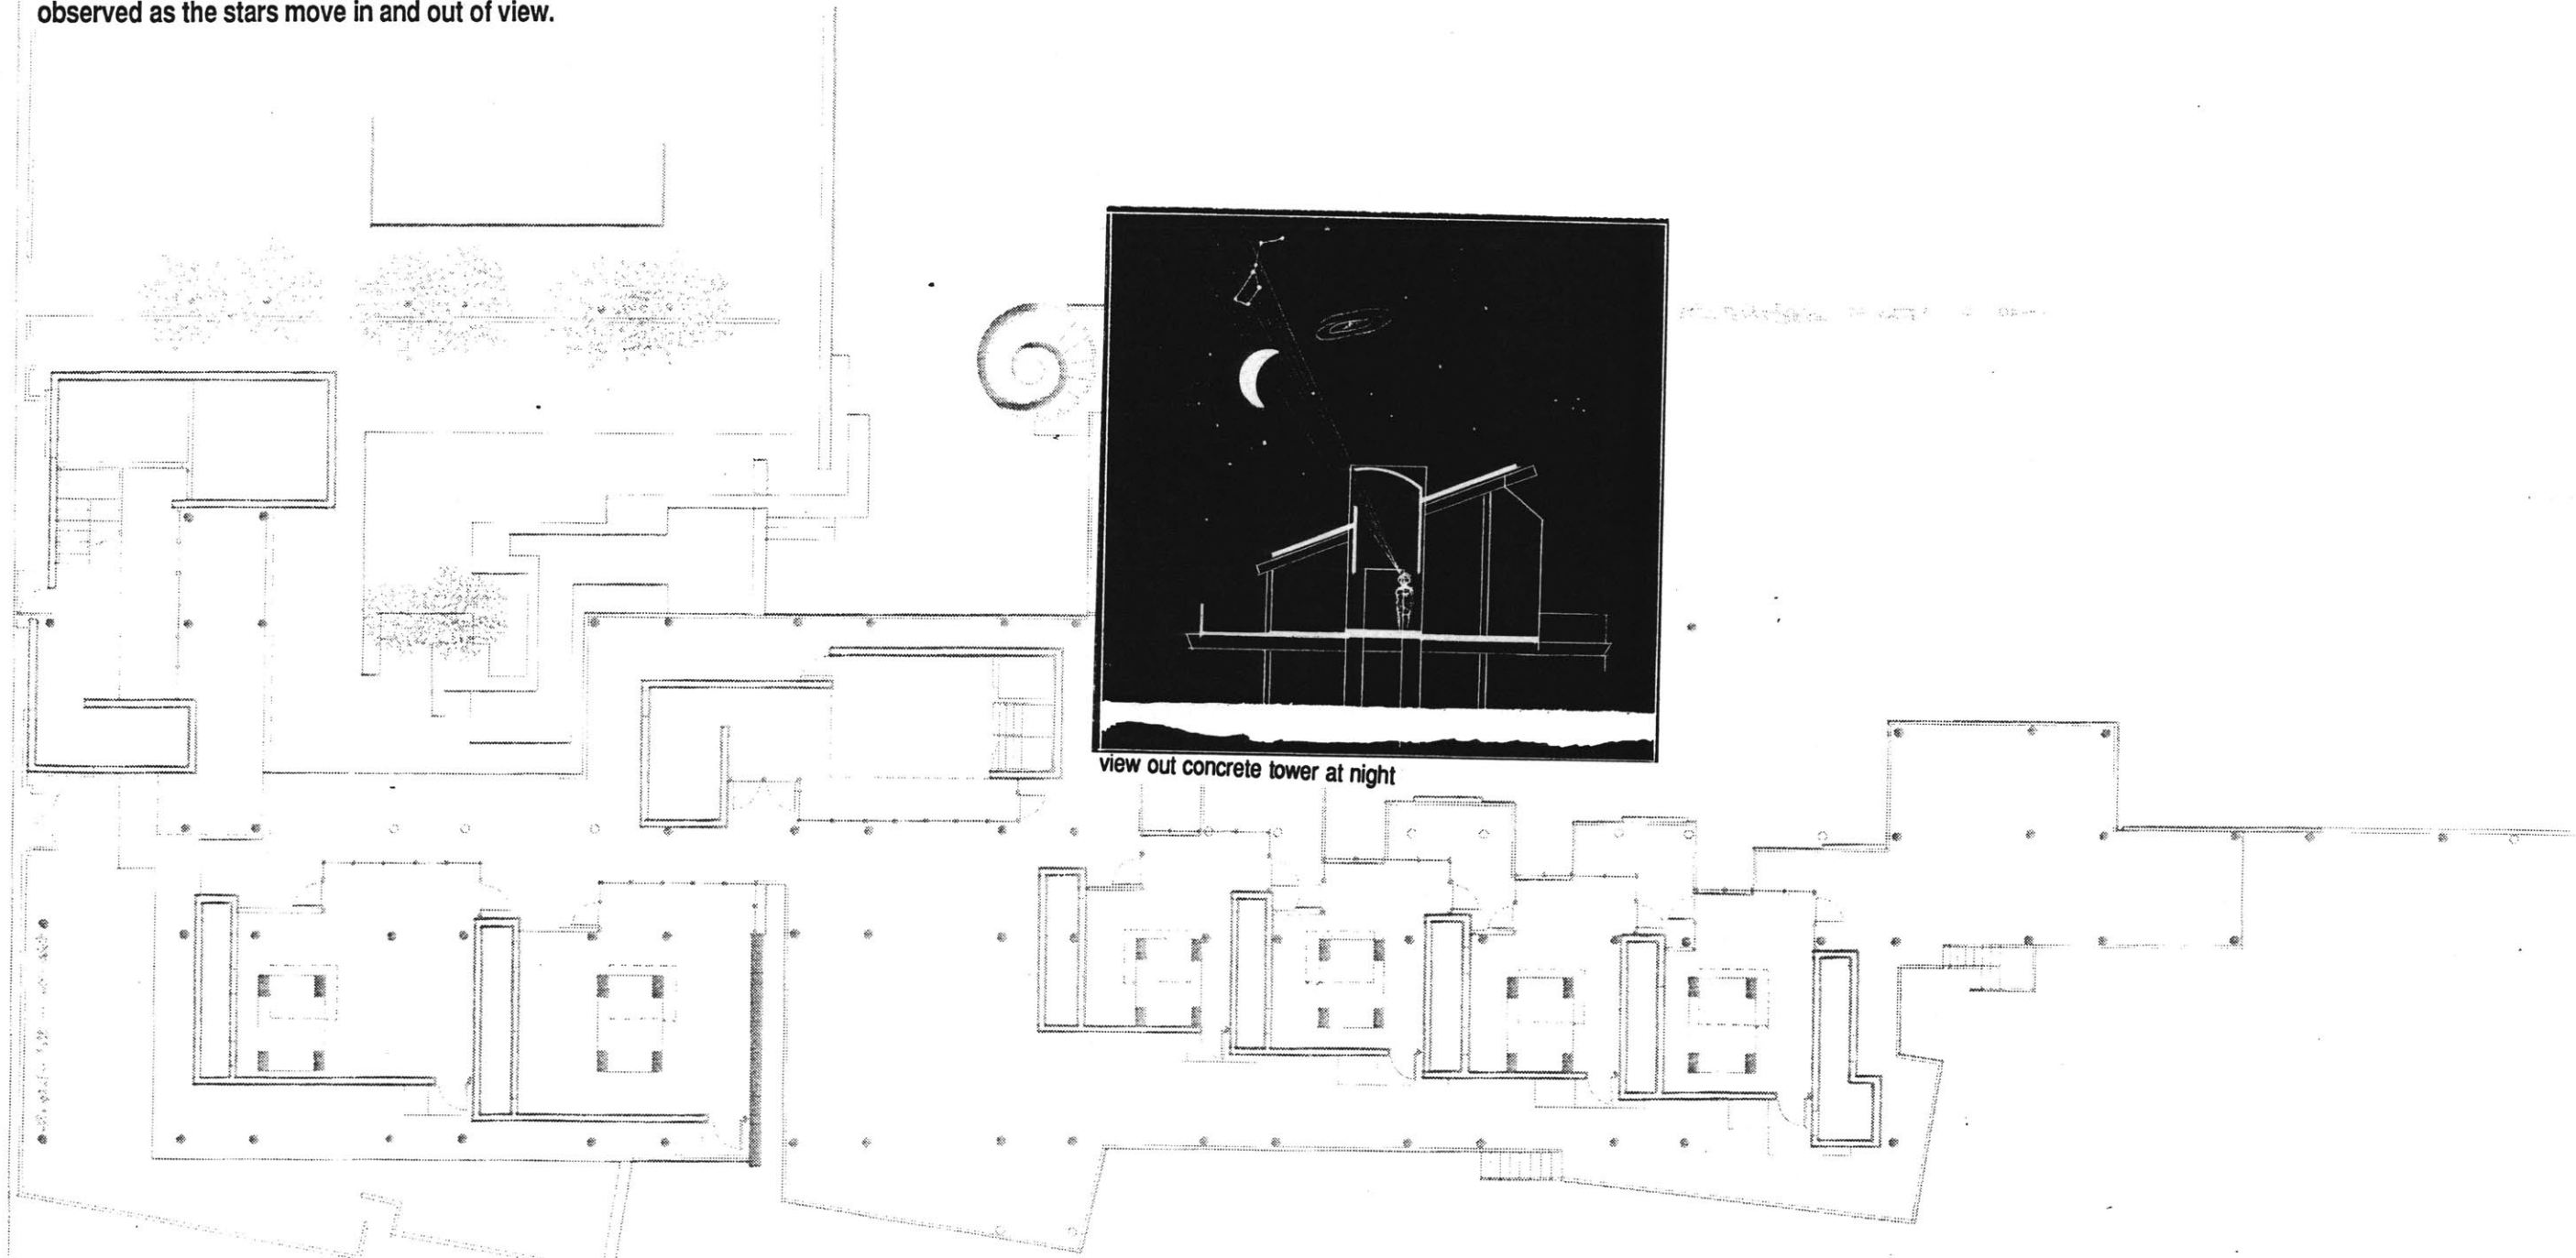 observed as the stars move in and out of view.
view out concrete tower at night